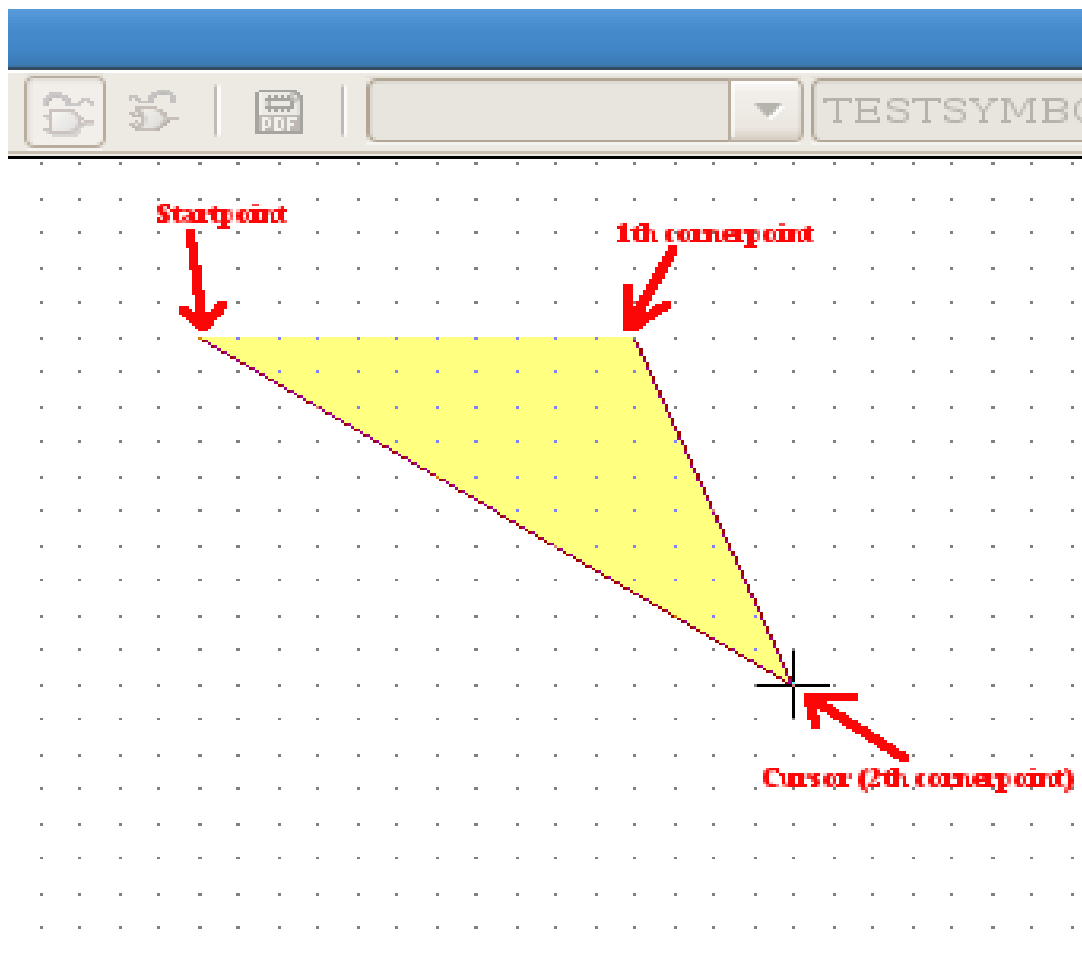 PDF
TESTSYMBO
Startpoint
1th cornerpoint
Cursor (2th cornerpoint)